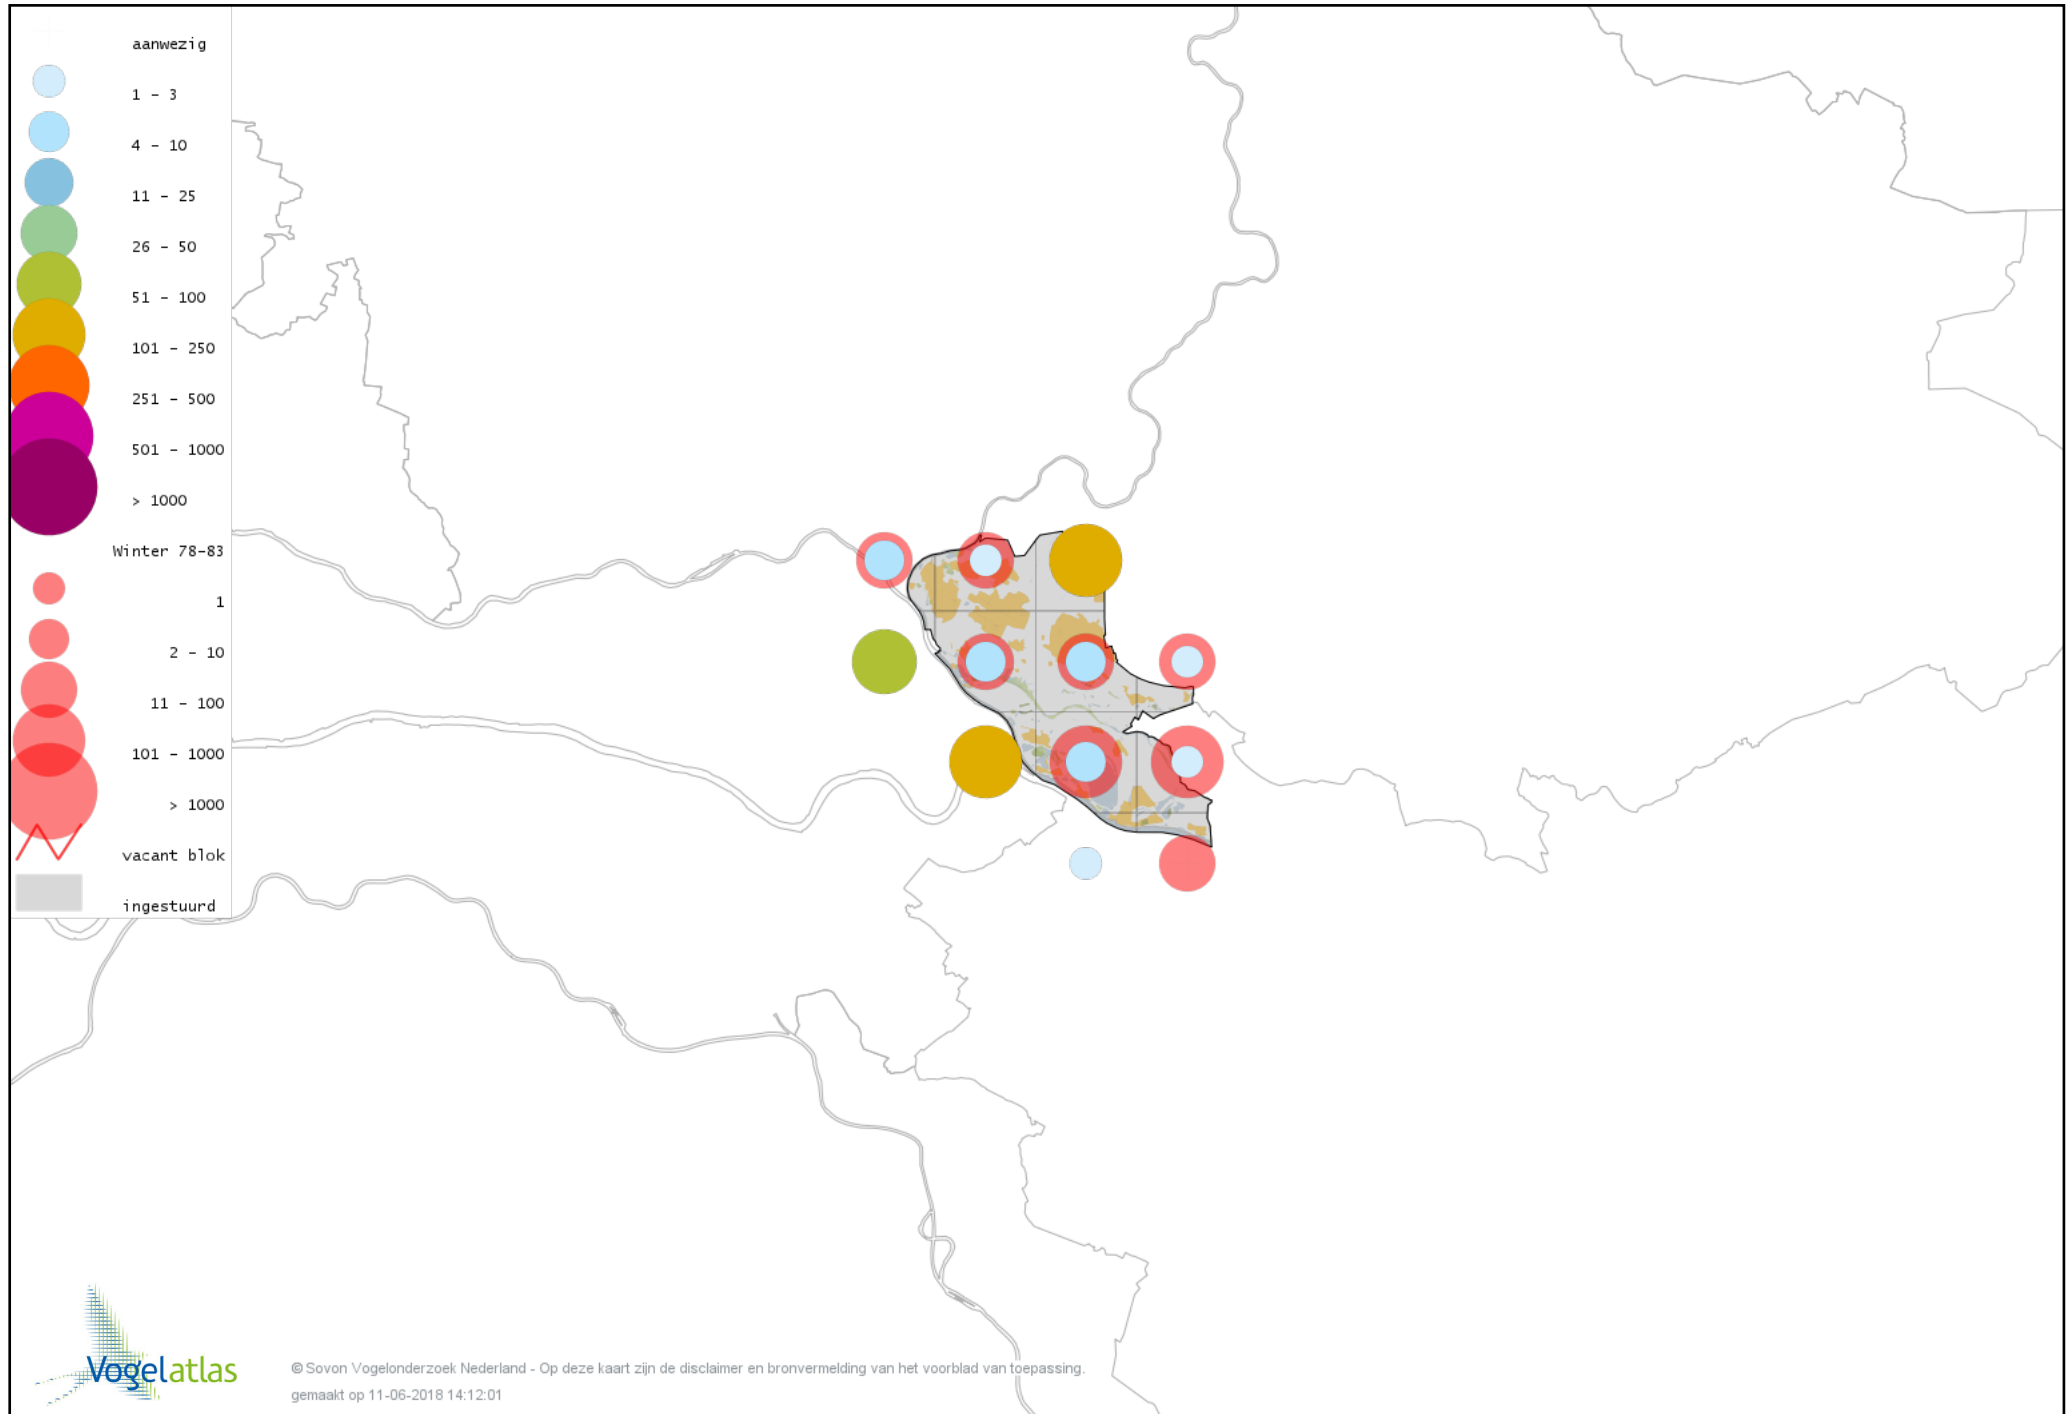 aanwezig
1 - 3
4 - 10
11 - 25
26 - 50
51 - 100
101 - 250
251 - 500
501 - 1000
> 1000
Winter 78-83
1
2 - 10
11 - 100
101 - 1000
> 1000
vacant blok
ingestuurd
Vogelatlas
© Sovon Vogelonderzoek Nederland - Op deze kaart zijn de disclaimer en bronvermelding van het voorblad van toepassing.
gemaakt op 11-06-2018 14:12:01